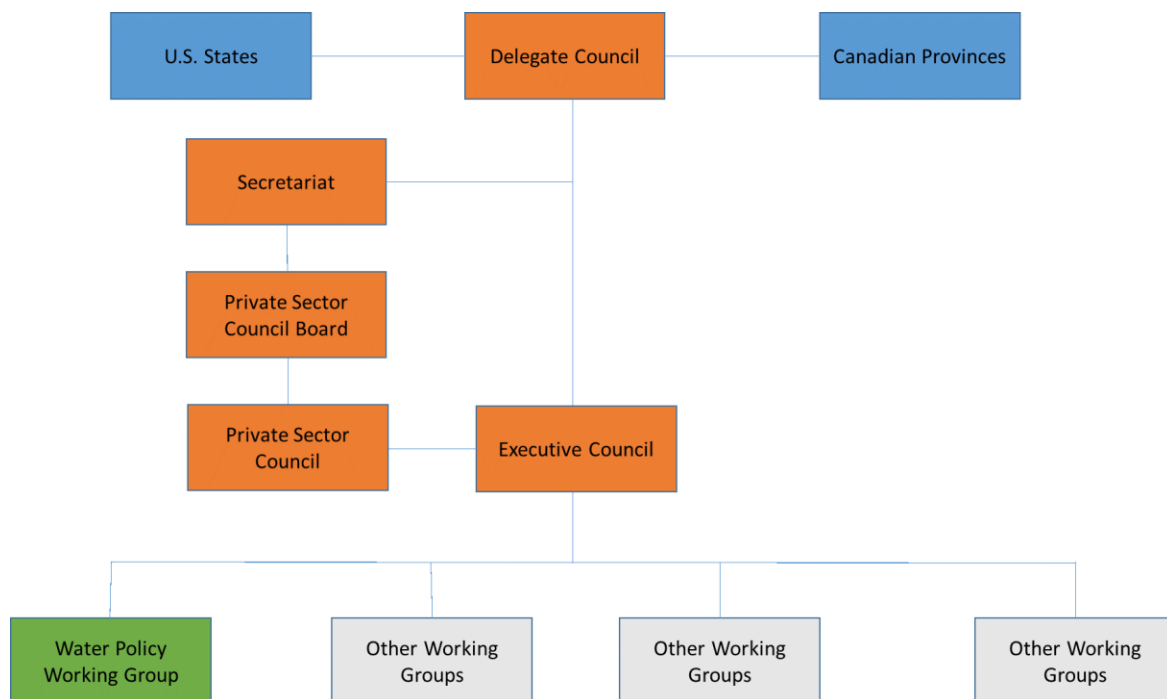 U.S. States
Delegate Council
Canadian Provinces
Secretariat
Private Sector
Council Board
Private Sector
Council
Executive Council
Water Policy
Working Group
Other Working
Groups
Other Working
Groups
Other Working
Groups